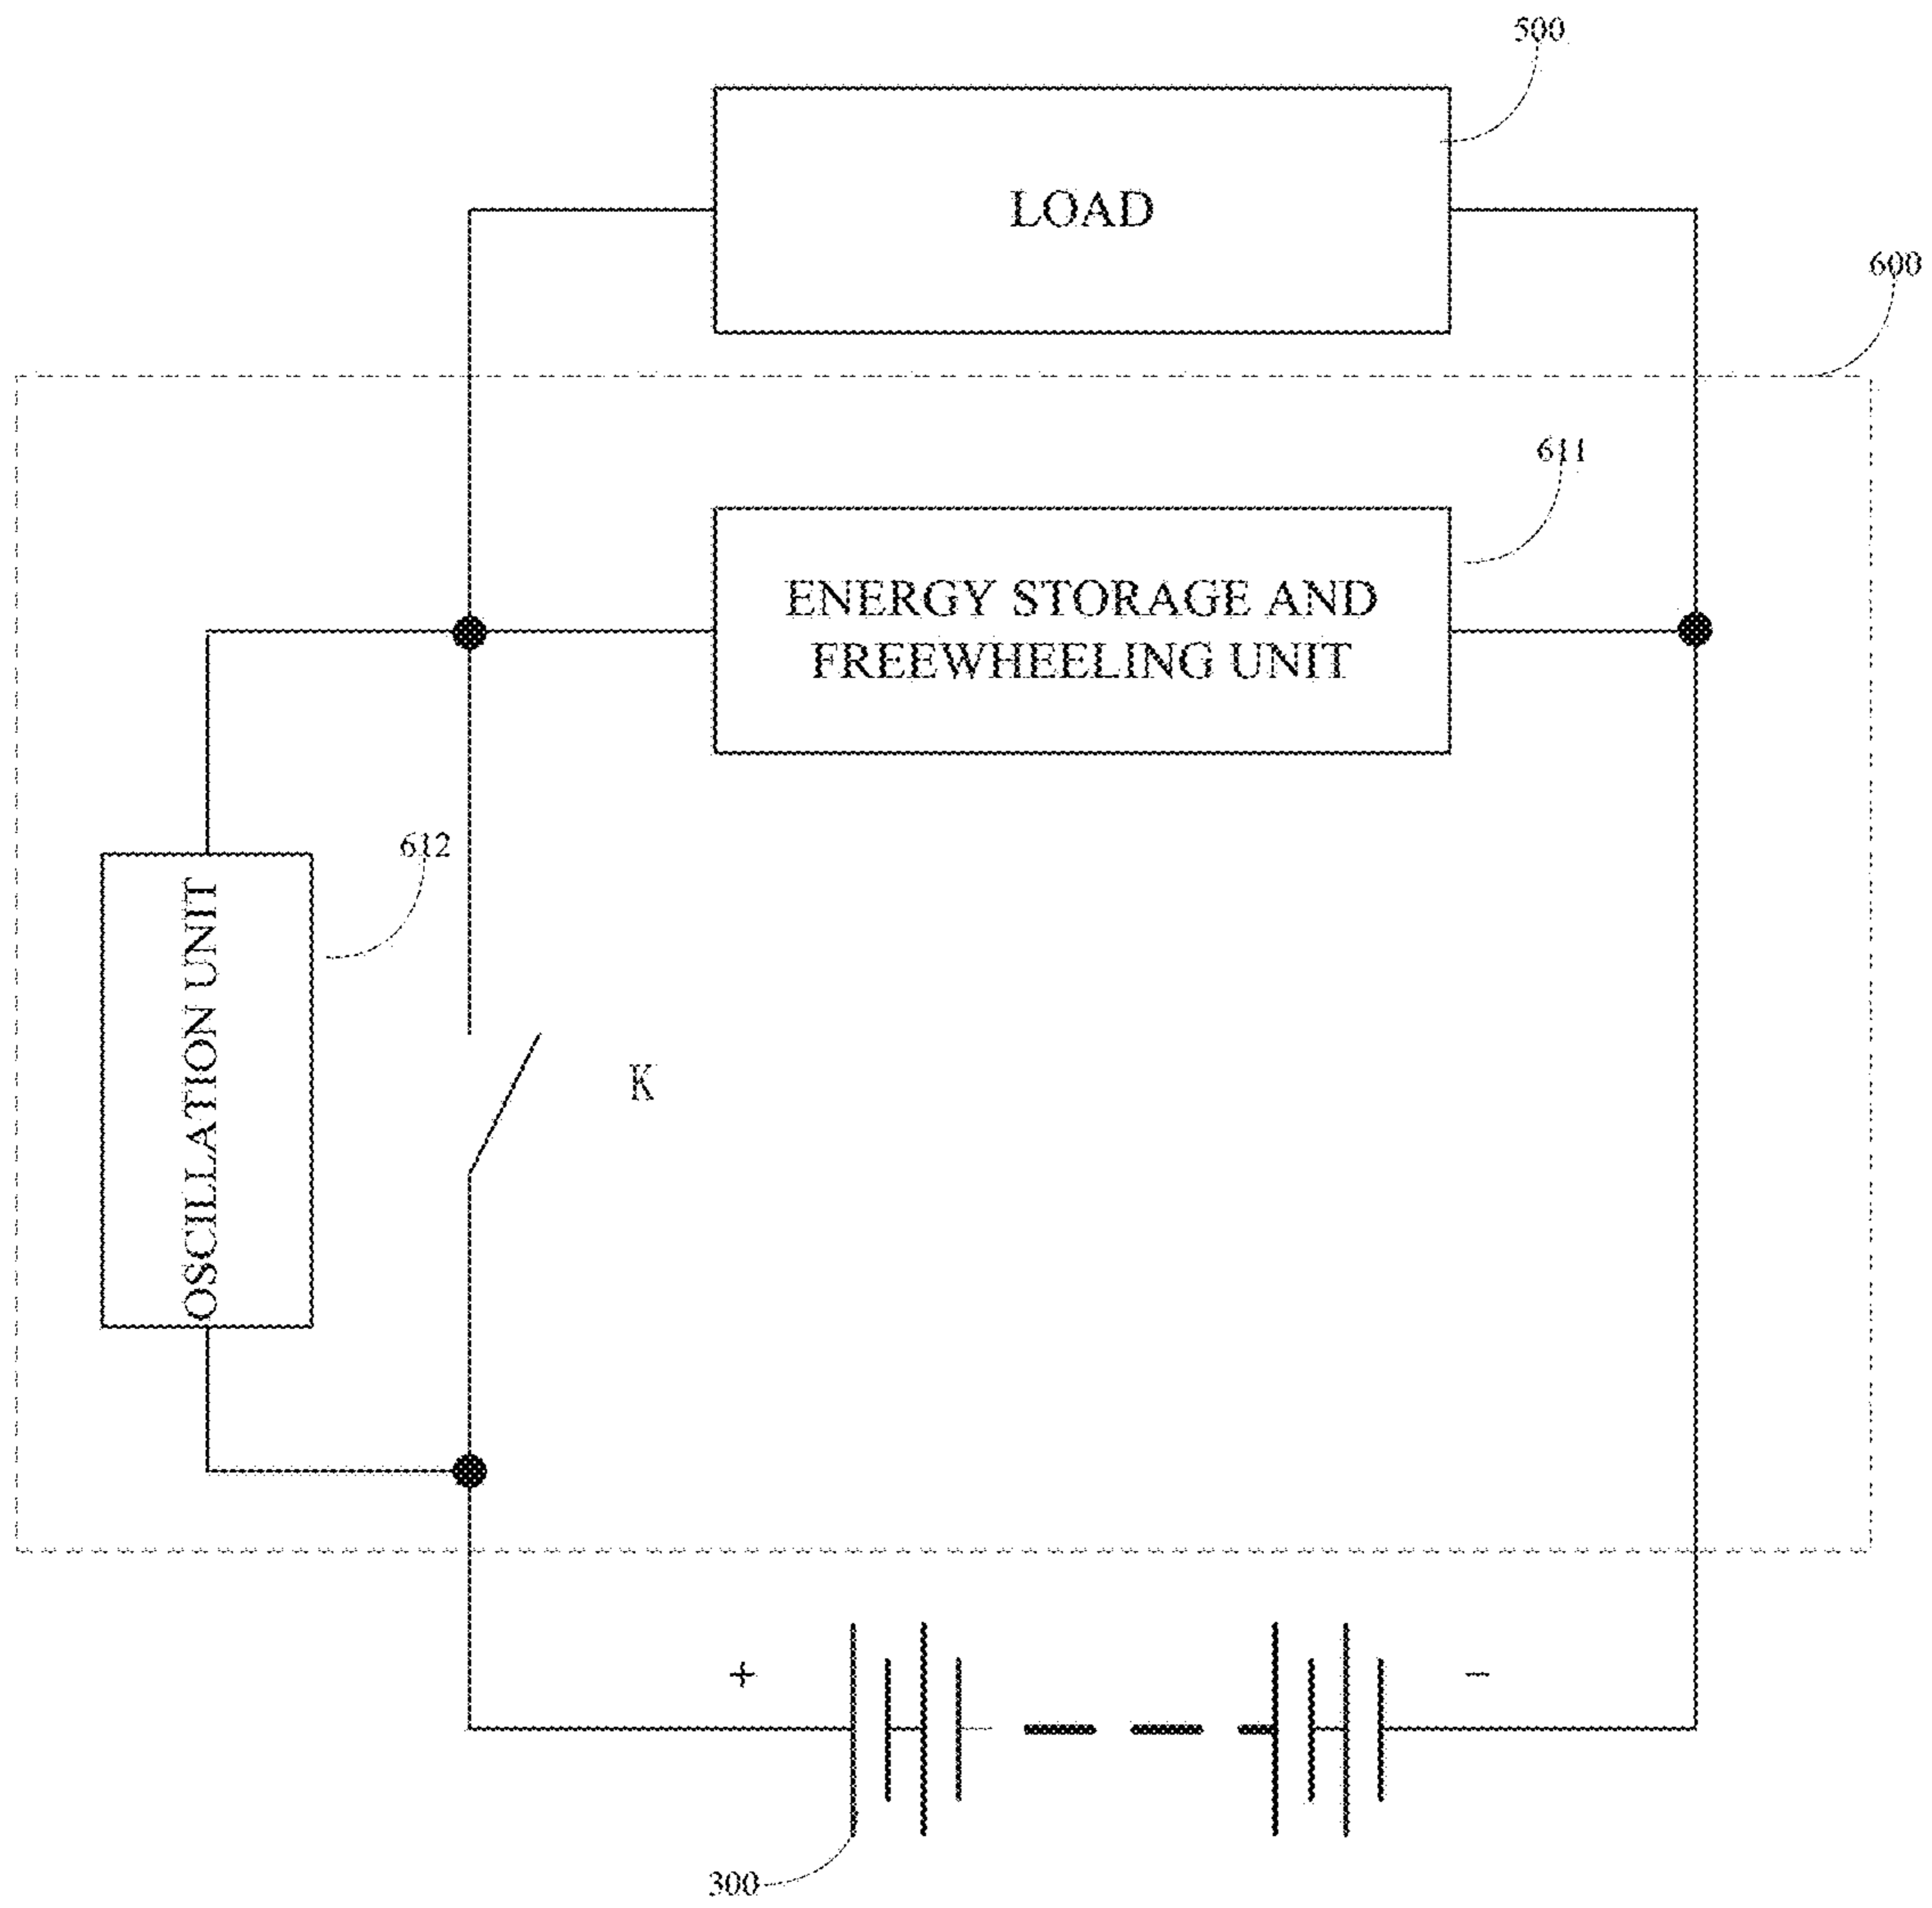 500
LOAD
600
611
ENERGY STORAGE AND
FREEWHEELING UNIT
612
OSCILLATION UNIT
K
+
−
300